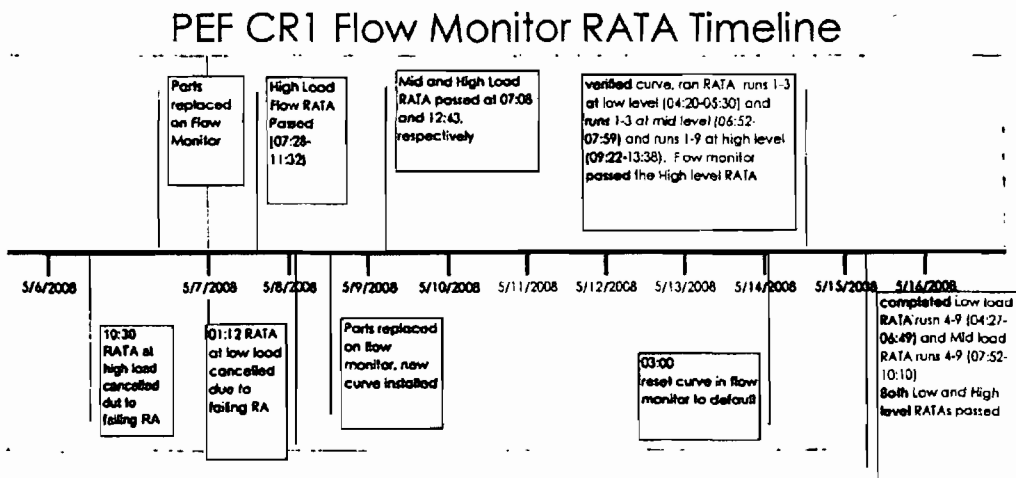 PEF CR1 Flow Monitor RATA Timeline
Parts
replaced
on Flow
Monitor
High Load
Flow RATA
Passed
(07:28-
11:32)
Mid and High Load
RATA passed at 07:08
and 12:43,
respectively
verified curve, ran RATA runs 1-3
at low level (04:20-05:30) and
runs 1-3 at mid level (06:52-
07:59) and runs 1-9 at high level
(09:22-13:38). Flow monitor
passed the High level RATA
5/6/2008
5/7/2008
5/8/2008
5/9/2008
5/10/2008
5/11/2008
5/12/2008
5/13/2008
5/14/2008
5/15/2008
5/16/2008
10:30
RATA at
high load
cancelled
dut to
failing RA
01:12 RATA
at low load
cancelled
due to
failing RA
Parts replaced
on flow
monitor, new
curve installed
03:00
reset curve in flow
monitor to default
completed Low load
RATA rusn 4-9 (04:27-
06:49) and Mid load
RATA runs 4-9 (07:52-
10:10)
Both Low and High
level RATAs passed